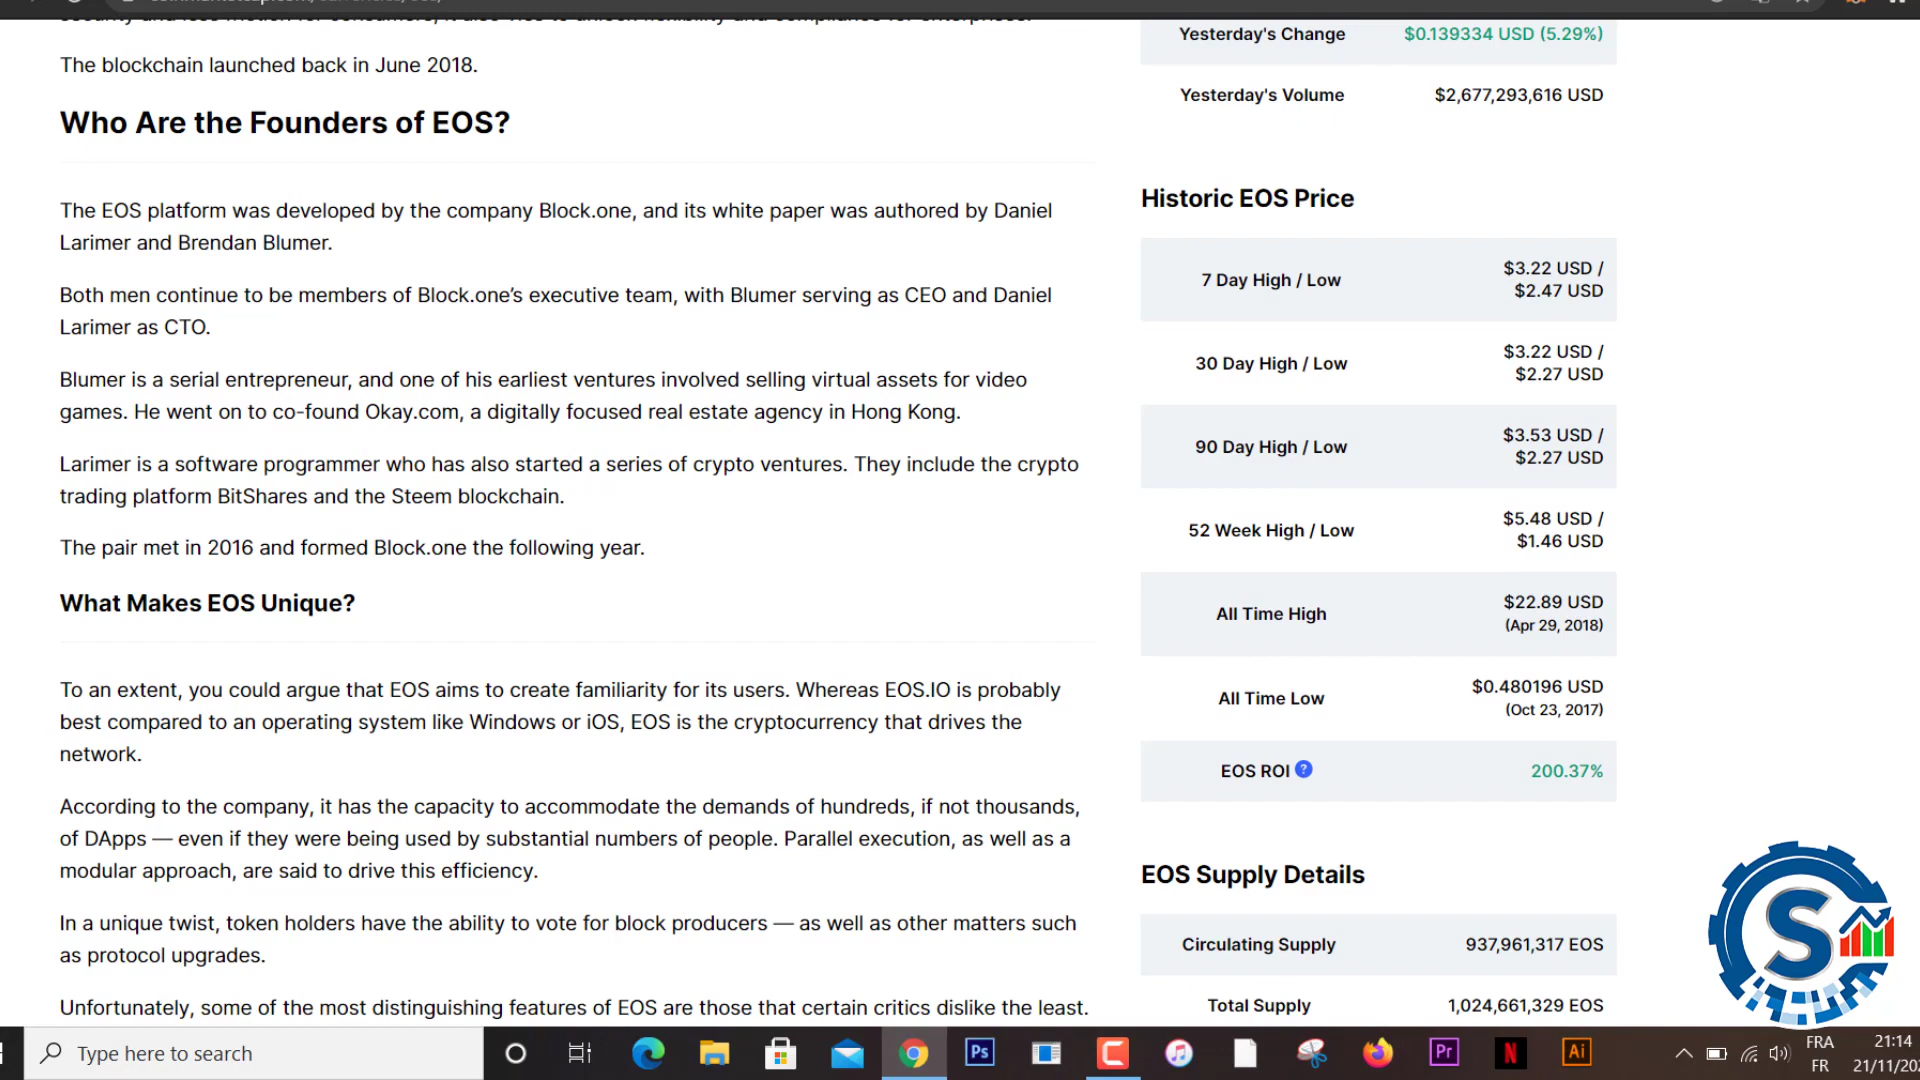 The blockchain launched back in June 2018.
Who Are the Founders of EOS?
The EOS platform was developed by the company Block.one, and its white paper was authored by Daniel
Larimer and Brendan Blumer.
Both men continue to be members of Block.one’s executive team, with Blumer serving as CEO and Daniel
Larimer as CTO.
Blumer is a serial entrepreneur, and one of his earliest ventures involved selling virtual assets for video
games. He went on to co-found Okay.com, a digitally focused real estate agency in Hong Kong.
Larimer is a software programmer who has also started a series of crypto ventures. They include the crypto
trading platform BitShares and the Steem blockchain.
The pair met in 2016 and formed Block.one the following year.
What Makes EOS Unique?
To an extent, you could argue that EOS aims to create familiarity for its users. Whereas EOS.IO is probably
best compared to an operating system like Windows or iOS, EOS is the cryptocurrency that drives the
network.
According to the company, it has the capacity to accommodate the demands of hundreds, if not thousands,
of DApps — even if they were being used by substantial numbers of people. Parallel execution, as well as a
modular approach, are said to drive this efficiency.
In a unique twist, token holders have the ability to vote for block producers — as well as other matters such
as protocol upgrades.
Unfortunately, some of the most distinguishing features of EOS are those that certain critics dislike the least.
Yesterday's Change $0.139334 USD (5.29%)
Yesterday's Volume $2,677,293,616 USD
Historic EOS Price
7 Day High / Low $3.22 USD /
$2.47 USD
30 Day High / Low $3.22 USD /
$2.27 USD
90 Day High / Low $3.53 USD /
$2.27 USD
52 Week High / Low $5.48 USD /
$1.46 USD
All Time High $22.89 USD
(Apr 29, 2018)
All Time Low $0.480196 USD
(Oct 23, 2017)
EOS ROI ? 200.37%
EOS Supply Details
Circulating Supply 937,961,317 EOS
Total Supply 1,024,661,329 EOS
S
Type here to search
Ps
Pr
N
Ai
FRA
FR
21:14
21/11/202